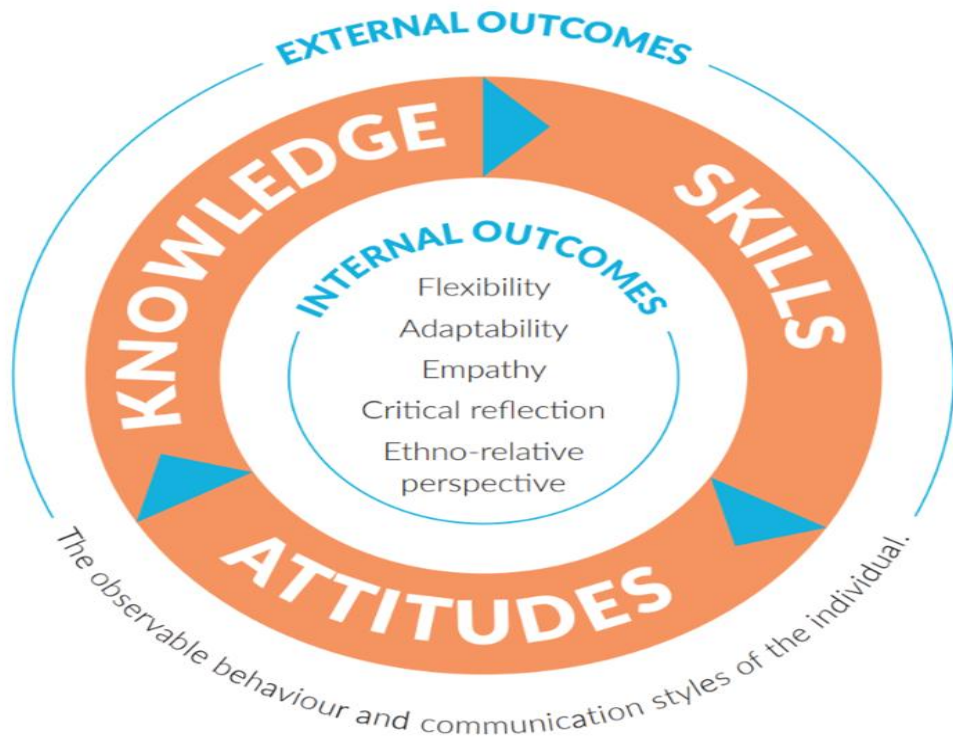 EXTERNAL OUTCOMES
KNOWLEDGE
SKILLS
INTERNAL OUTCOMES
Flexibility
Adaptability
Empathy
Critical reflection
Ethno-relative
perspective
ATTITUDES
The observable behaviour and communication styles of the individual.